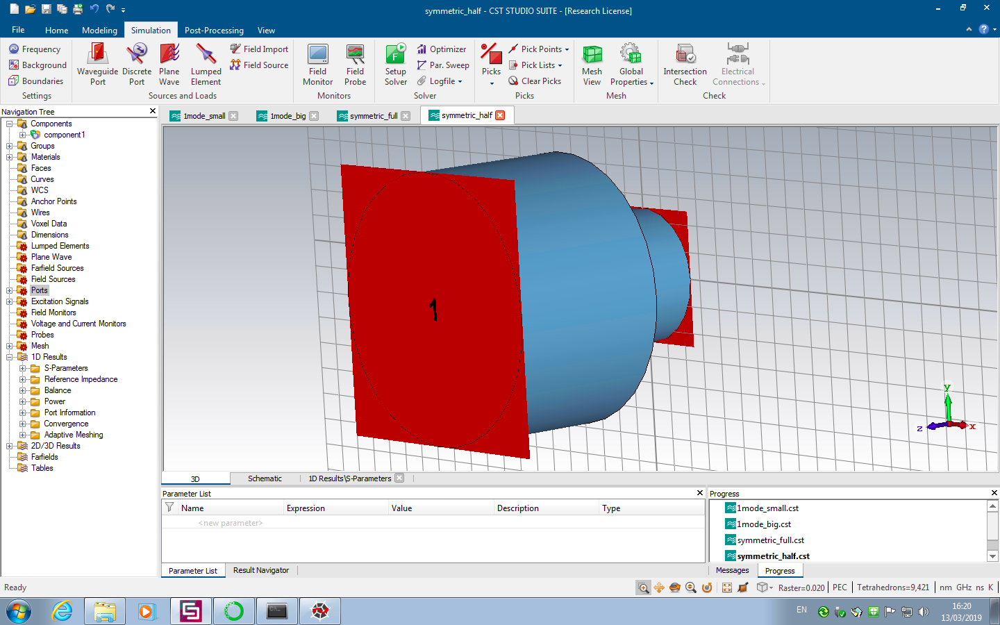 symmetric_half - CST STUDIO SUITE - [Research License]
File Home Modeling Simulation Post-Processing View
Frequency
Background
Boundaries
Settings
Waveguide Port
Discrete Port
Plane Wave
Lumped Element
Field Import
Field Source
Sources and Loads
Field Monitor
Field Probe
Monitors
Setup Solver
Optimizer
Par. Sweep
Logfile
Solver
Picks
Pick Points
Pick Lists
Clear Picks
Picks
Mesh View
Global Properties
Mesh
Intersection Check
Electrical Connections
Check
Navigation Tree
Components
component1
Groups
Materials
Faces
Curves
WCS
Anchor Points
Wires
Voxel Data
Dimensions
Lumped Elements
Plane Wave
Farfield Sources
Field Sources
Ports
Excitation Signals
Field Monitors
Voltage and Current Monitors
Probes
Mesh
1D Results
S-Parameters
Reference Impedance
Balance
Power
Port Information
Convergence
Adaptive Meshing
2D/3D Results
Farfields
Tables
1mode_small 1mode_big symmetric_full symmetric_half
1
y
z x
3D Schematic 1D Results\S-Parameters
Parameter List
Name Expression Value Description Type
<new parameter>
Parameter List Result Navigator
Progress
1mode_small.cst
1mode_big.cst
symmetric_full.cst
symmetric_half.cst
Messages Progress
Ready
Raster=0.020 PEC Tetrahedrons=9,421 nm GHz ns K
EN
16:20
13/03/2019